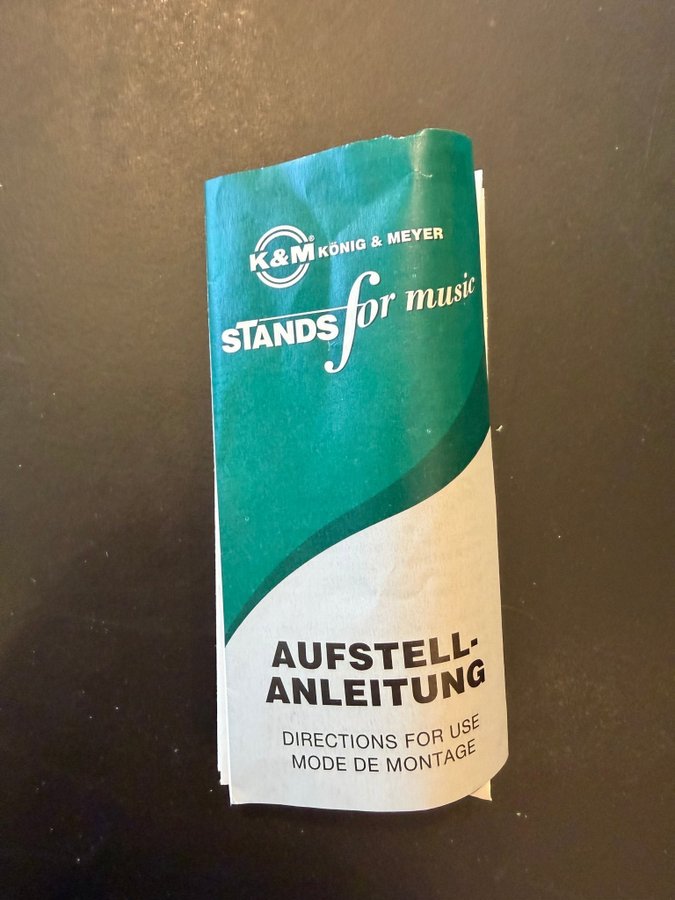 K&M® KÖNIG & MEYER
STANDS for music
AUFSTELL-
ANLEITUNG
DIRECTIONS FOR USE
MODE DE MONTAGE